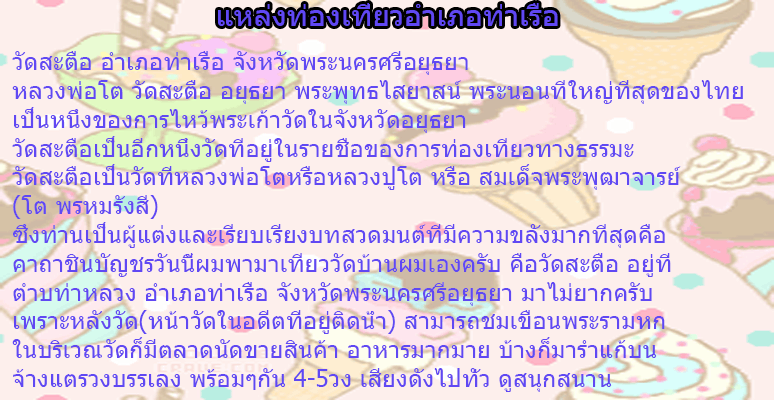 แหล่งท่องเที่ยวอำเภอท่าเรือ
วัดสะตือ อำเภอท่าเรือ จังหวัดพระนครศรีอยุธยา
หลวงพ่อโต วัดสะตือ อยุธยา พระพุทธไสยาสน์ พระนอนที่ใหญ่ที่สุดของไทย
เป็นหนึ่งของการไหว้พระเก้าวัดในจังหวัดอยุธยา
วัดสะตือเป็นอีกหนึ่งวัดที่อยู่ในรายชื่อของการท่องเที่ยวทางธรรมะ
วัดสะตือเป็นวัดที่หลวงพ่อโตหรือหลวงปู่โต หรือ สมเด็จพระพุฒาจารย์
(โต พรหมรังสี)
ซึ่งท่านเป็นผู้แต่งและเรียบเรียงบทสวดมนต์ที่มีความขลังมากที่สุดคือ
คาถาชินบัญชรวันนี้ผมพามาเที่ยววัดบ้านผมเองครับ คือวัดสะตือ อยู่ที่
ตำบท่าหลวง อำเภอท่าเรือ จังหวัดพระนครศรีอยุธยา มาไม่ยากครับ
เพราะหลังวัด(หน้าวัดในอดีตที่อยู่ติดน้ำ) สามารถชมเขื่อนพระรามหก
ในบริเวณวัดก็มีตลาดนัดขายสินค้า อาหารมากมาย บ้างก็มารำแก้บน
จ้างแตรวงบรรเลง พร้อมๆกัน 4-5วง เสียงดังไปทั่ว ดูสนุกสนาน